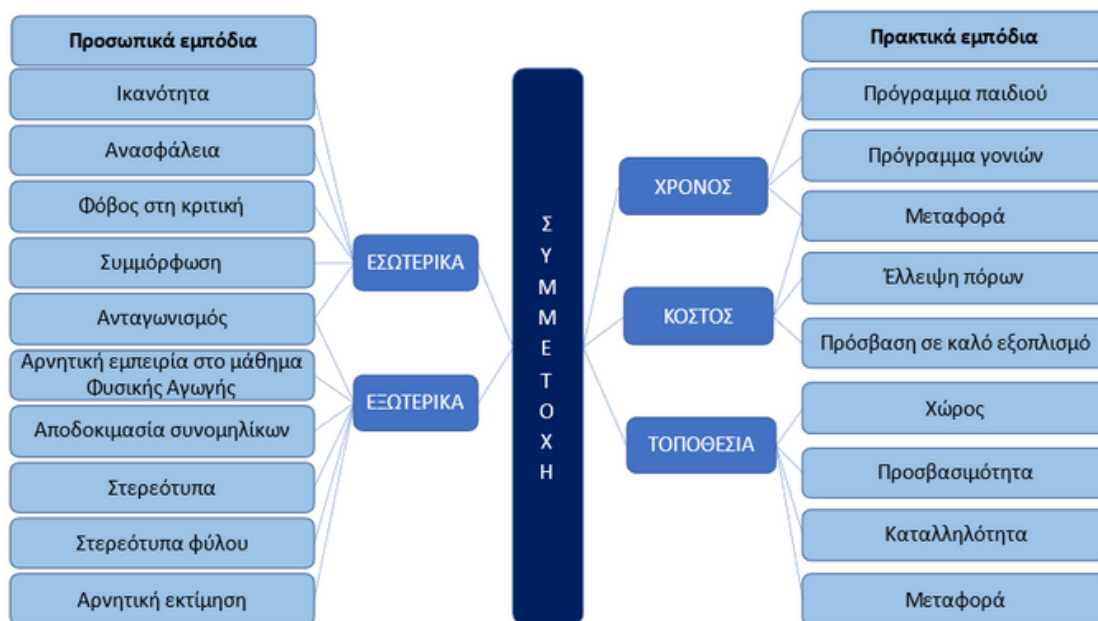 Προσωπικά εμπόδια
Ικανότητα
Ανασφάλεια
Φόβος στη κριτική
Συμμόρφωση
Ανταγωνισμός
Αρνητική εμπειρία στο μάθημα
Φυσικής Αγωγής
Αποδοκιμασία συνομηλίκων
Στερεότυπα
Στερεότυπα φύλου
Αρνητική εκτίμηση
ΕΣΩΤΕΡΙΚΑ
ΕΞΩΤΕΡΙΚΑ
ΣΥΜΜΕΤΟΧΗ
ΧΡΟΝΟΣ
ΚΟΣΤΟΣ
ΤΟΠΟΘΕΣΙΑ
Πρακτικά εμπόδια
Πρόγραμμα παιδιού
Πρόγραμμα γονιών
Μεταφορά
Έλλειψη πόρων
Πρόσβαση σε καλό εξοπλισμό
Χώρος
Προσβασιμότητα
Καταλληλότητα
Μεταφορά